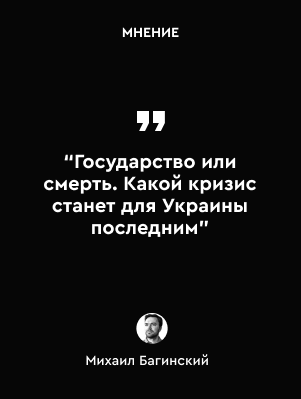 МНЕНИЕ
"
“Государство или
смерть. Какой кризис
станет для Украины
последним”
Михаил Багинский